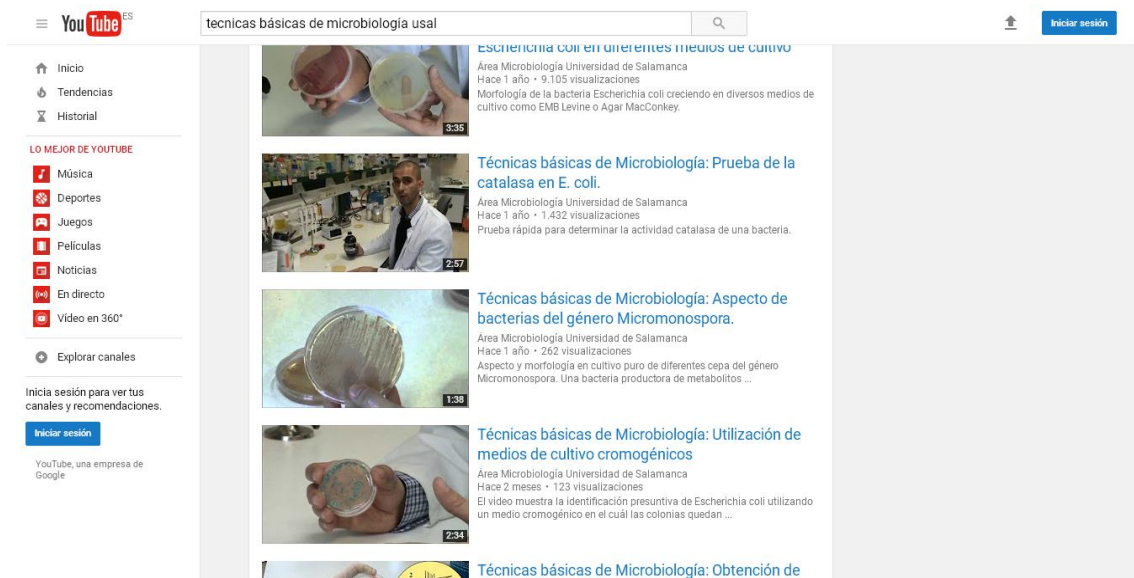 YouTube ES
tecnicas básicas de microbiología usal
Iniciar sesión
Inicio
Tendencias
Historial
LO MEJOR DE YOUTUBE
Música
Deportes
Juegos
Películas
Noticias
En directo
Vídeo en 360°
Explorar canales
Inicia sesión para ver tus
canales y recomendaciones.
Iniciar sesión
YouTube, una empresa de
Google
Escherichia coli en diferentes medios de cultivo
Área Microbiología Universidad de Salamanca
Hace 1 año • 9.105 visualizaciones
Morfología de la bacteria Escherichia coli creciendo en diversos medios de
cultivo como EMB Levine o Agar MacConkey.
3:35
Técnicas básicas de Microbiología: Prueba de la
catalasa en E. coli.
Área Microbiología Universidad de Salamanca
Hace 1 año • 1.432 visualizaciones
Prueba rápida para determinar la actividad catalasa de una bacteria.
2:57
Técnicas básicas de Microbiología: Aspecto de
bacterias del género Micromonospora.
Área Microbiología Universidad de Salamanca
Hace 1 año • 262 visualizaciones
Aspecto y morfología en cultivo puro de diferentes cepa del género
Micromonospora. Una bacteria productora de metabolitos ...
1:38
Técnicas básicas de Microbiología: Utilización de
medios de cultivo cromogénicos
Área Microbiología Universidad de Salamanca
Hace 2 meses • 123 visualizaciones
El video muestra la identificación presuntiva de Escherichia coli utilizando
un medio cromogénico en el cuál las colonias quedan ...
2:34
Técnicas básicas de Microbiología: Obtención de